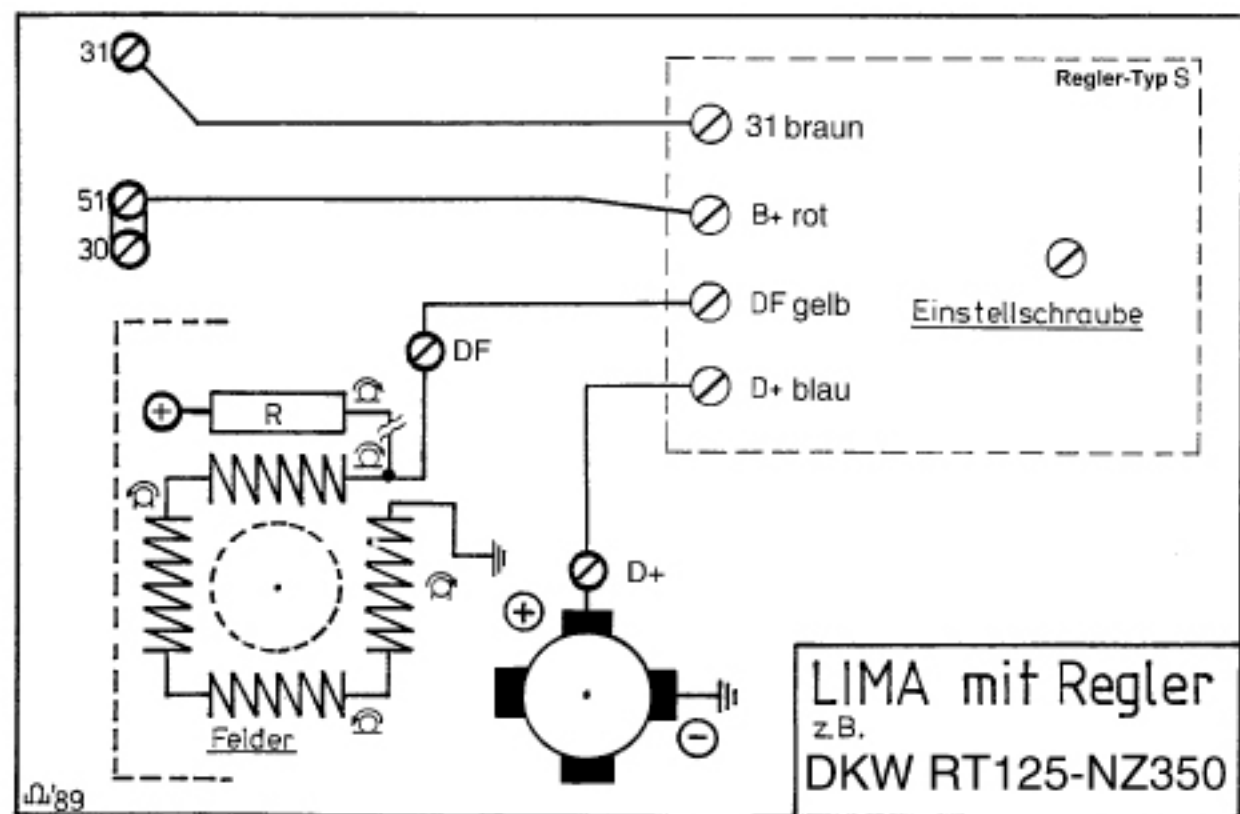 31
Regler-Typ S
31 braun
51
B+ rot
30
DF gelb
Einstellschraube
DF
D+ blau
R
D+
+
−
Felder
LIMA mit Regler
z.B.
DKW RT125-NZ350
Ω'89